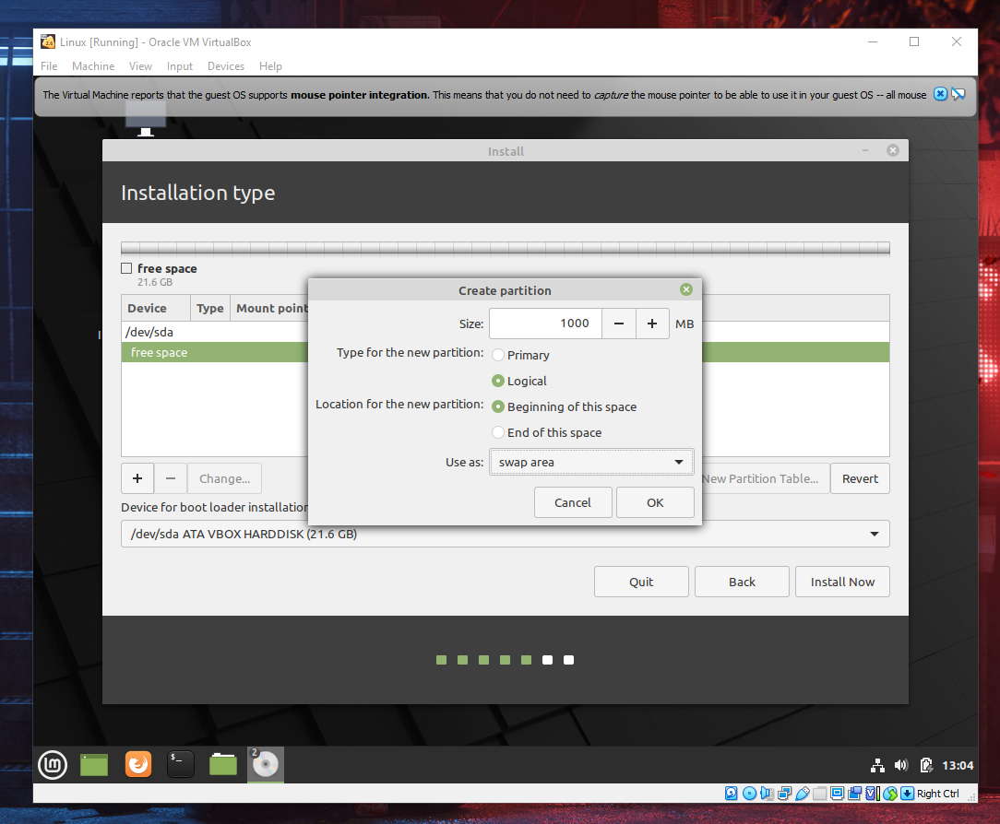 Linux [Running] - Oracle VM VirtualBox
File Machine View Input Devices Help
The Virtual Machine reports that the guest OS supports mouse pointer integration. This means that you do not need to capture the mouse pointer to be able to use it in your guest OS -- all mouse
Install
Installation type
free space
21.6 GB
Device Type Mount point
/dev/sda
free space
Create partition
Size: 1000 MB
Type for the new partition: Primary
Logical
Location for the new partition: Beginning of this space
End of this space
Use as: swap area
Cancel OK
+ − Change... New Partition Table... Revert
Device for boot loader installation
/dev/sda ATA VBOX HARDDISK (21.6 GB)
Quit Back Install Now
2
13:04
Right Ctrl